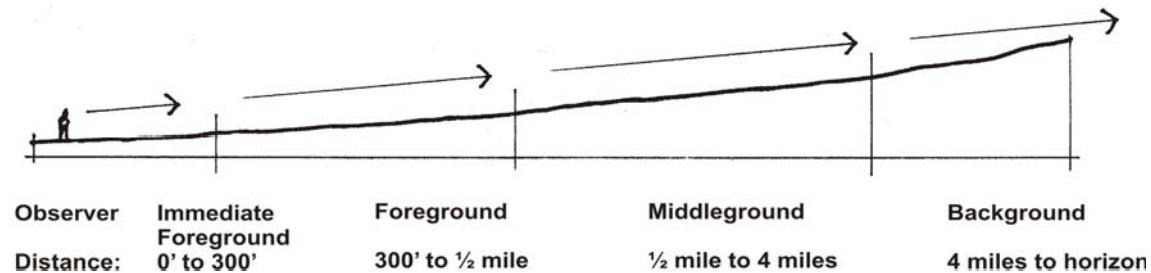 Observer Immediate Foreground Foreground Middleground Background
Distance: 0' to 300' 300' to ½ mile ½ mile to 4 miles 4 miles to horizon